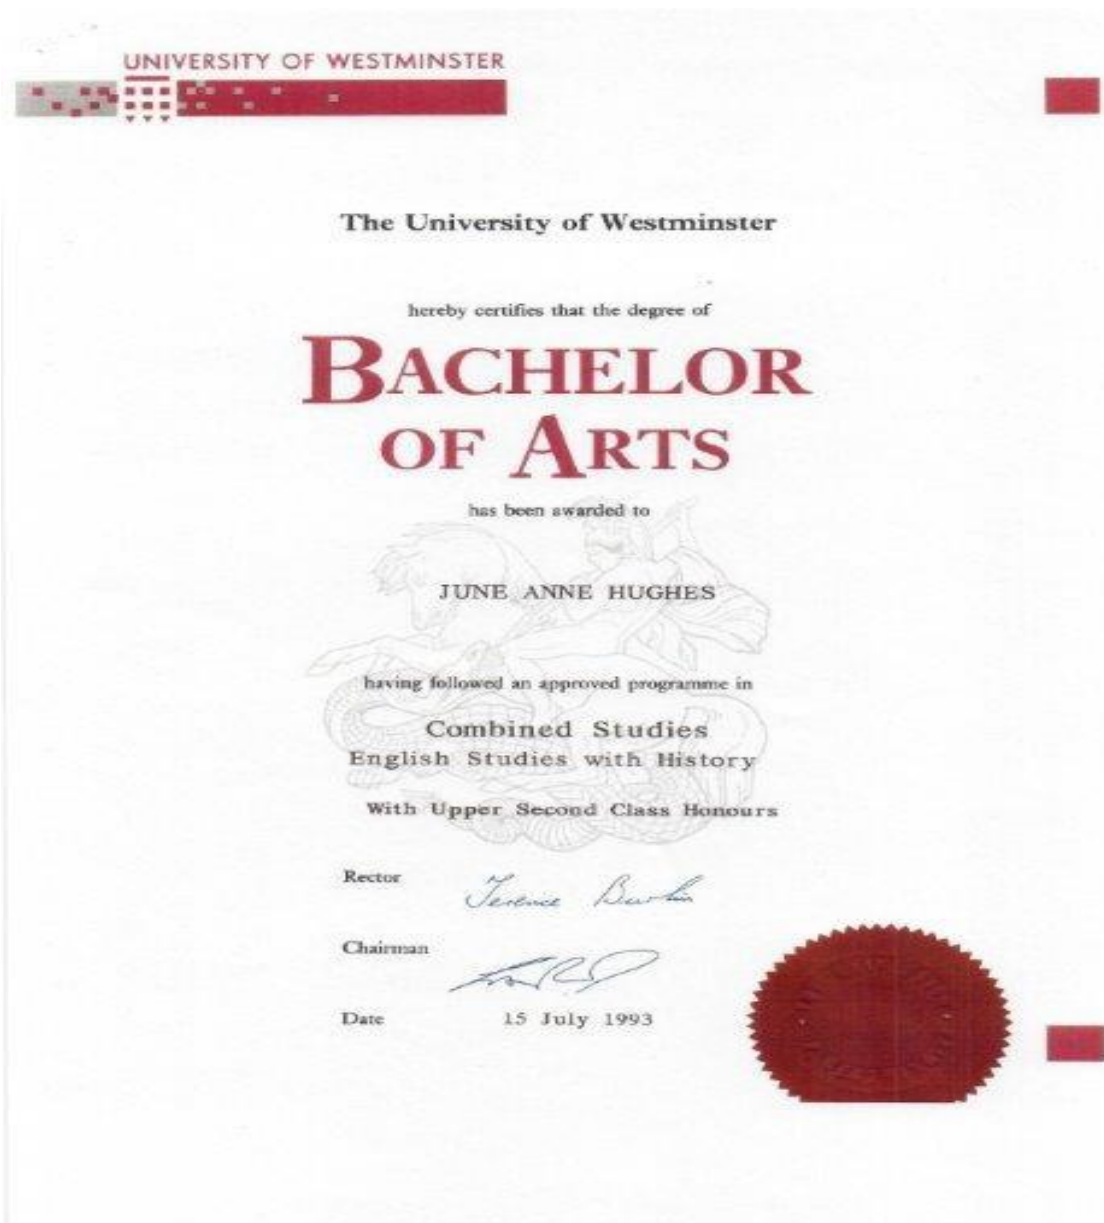 UNIVERSITY OF WESTMINSTER
The University of Westminster
hereby certifies that the degree of
BACHELOR
OF ARTS
has been awarded to
JUNE ANNE HUGHES
having followed an approved programme in
Combined Studies
English Studies with History
With Upper Second Class Honours
Rector
Terence Burlin
Chairman
Date 15 July 1993